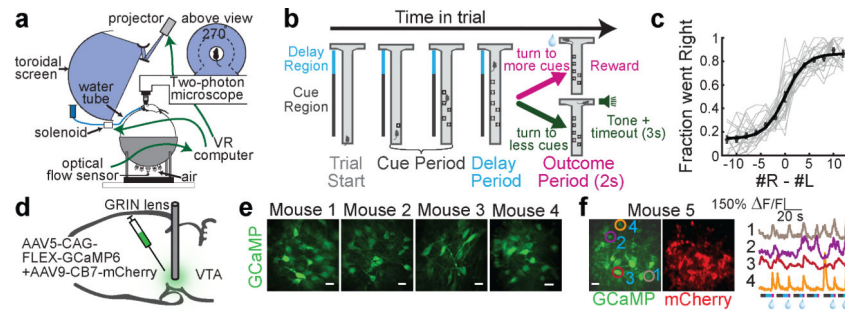 a
projector
above view
270
toroidal
screen
water
tube
Two-photon
microscope
solenoid
VR
computer
optical
flow sensor
air
b
Time in trial
Delay
Region
Cue
Region
Trial
Start
Cue Period
Delay
Period
turn to
more cues
Reward
turn to
less cues
Tone +
timeout (3s)
Outcome
Period (2s)
c
Fraction went Right
1
0.8
0.6
0.4
0.2
0
-10
-5
0
5
10
#R - #L
d
GRIN lens
AAV5-CAG-
FLEX-GCaMP6
+AAV9-CB7-mCherry
VTA
e
Mouse 1
Mouse 2
Mouse 3
Mouse 4
GCaMP
f
Mouse 5
4
2
3
1
GCaMP
mCherry
150% ΔF/F
20 s
1
2
3
4